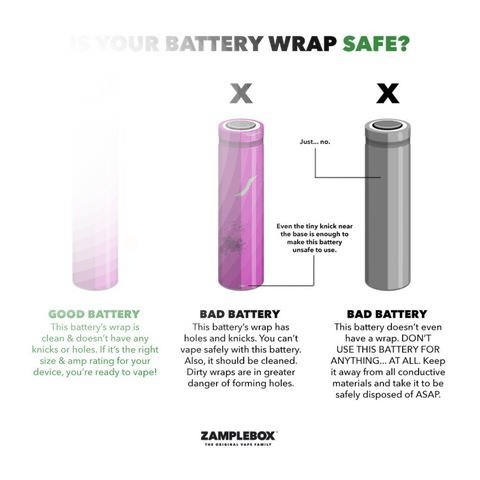 IS YOUR BATTERY WRAP SAFE?
X X
Just... no.
Even the tiny knick near
the base is enough to
make this battery
unsafe to use.
GOOD BATTERY
This battery's wrap is
clean & doesn't have any
knicks or holes. If it's the right
size & amp rating for your
device, you're ready to vape!
BAD BATTERY
This battery's wrap has
holes and knicks. You can't
vape safely with this battery.
Also, it should be cleaned.
Dirty wraps are in greater
danger of forming holes.
BAD BATTERY
This battery doesn't even
have a wrap. DON'T
USE THIS BATTERY FOR
ANYTHING... AT ALL. Keep
it away from all conductive
materials and take it to be
safely disposed of ASAP.
ZAMPLEBOX
THE ORIGINAL VAPE FAMILY